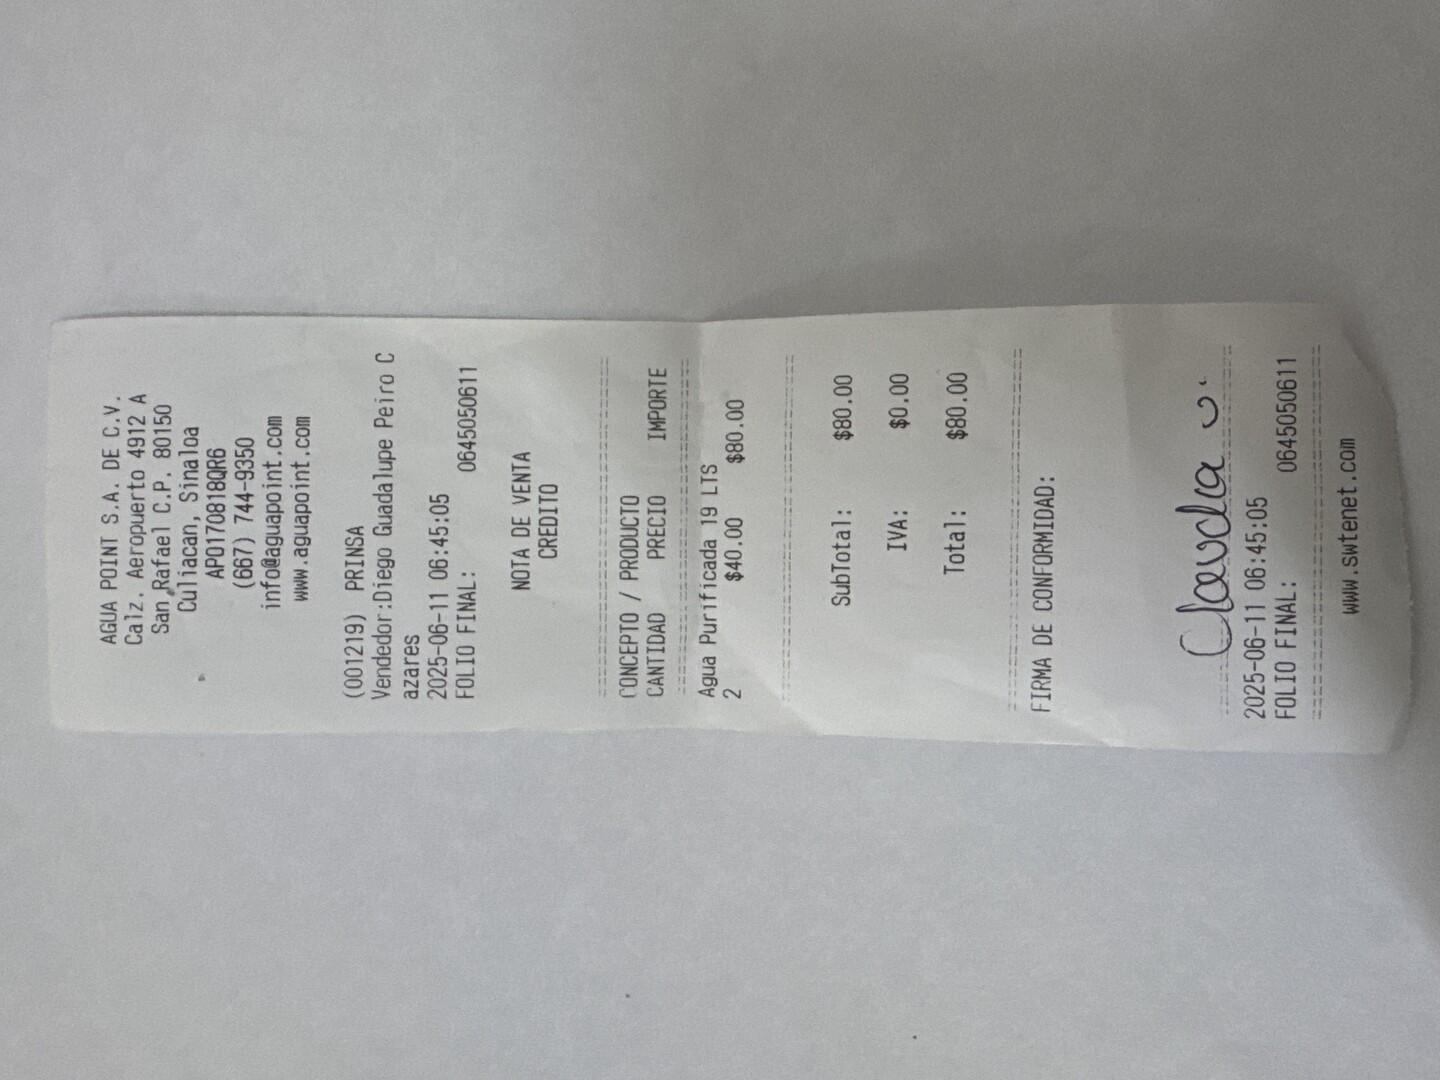 AGUA POINT S.A. DE C.V.
Calz. Aeropuerto 4912 A
San Rafael C.P. 80150
Culiacan, Sinaloa
APO170818QR6
(667) 744-9350
info@aguapoint.com
www.aguapoint.com
(001219) PRINSA
Vendedor:Diego Guadalupe Peiro C
azares
2025-06-11 06:45:05
FOLIO FINAL: 0645050611
NOTA DE VENTA
CREDITO
CONCEPTO / PRODUCTO
CANTIDAD PRECIO IMPORTE
Agua Purificada 19 LTS
2 $40.00 $80.00
SubTotal: $80.00
IVA: $0.00
Total: $80.00
FIRMA DE CONFORMIDAD:
Claudia
2025-06-11 06:45:05
FOLIO FINAL: 0645050611
www.swtenet.com